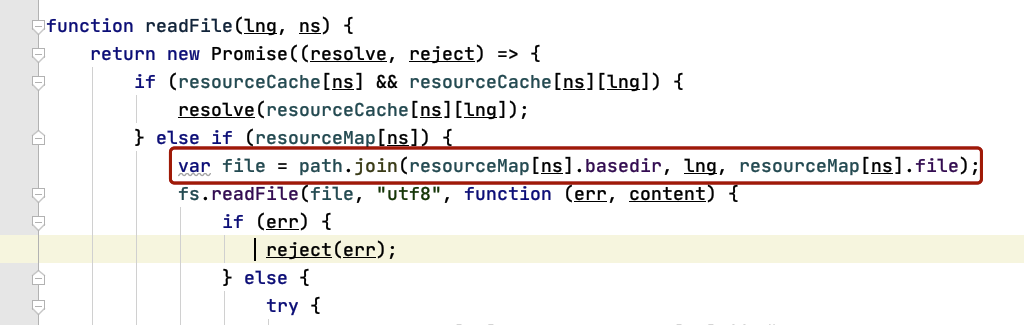 function readFile(lng, ns) {
return new Promise((resolve, reject) => {
if (resourceCache[ns] && resourceCache[ns][lng]) {
resolve(resourceCache[ns][lng]);
} else if (resourceMap[ns]) {
var file = path.join(resourceMap[ns].basedir, lng, resourceMap[ns].file);
fs.readFile(file, "utf8", function (err, content) {
if (err) {
reject(err);
} else {
try {